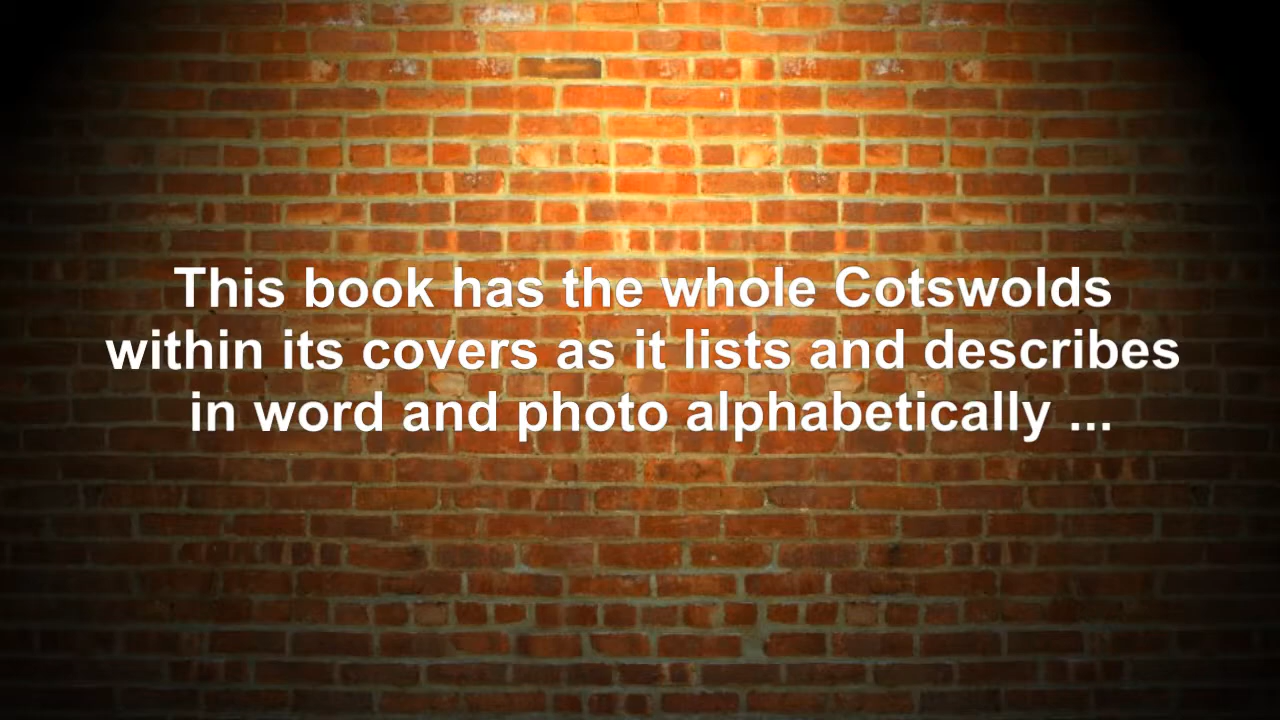 This book has the whole Cotswolds
within its covers as it lists and describes
in word and photo alphabetically ...